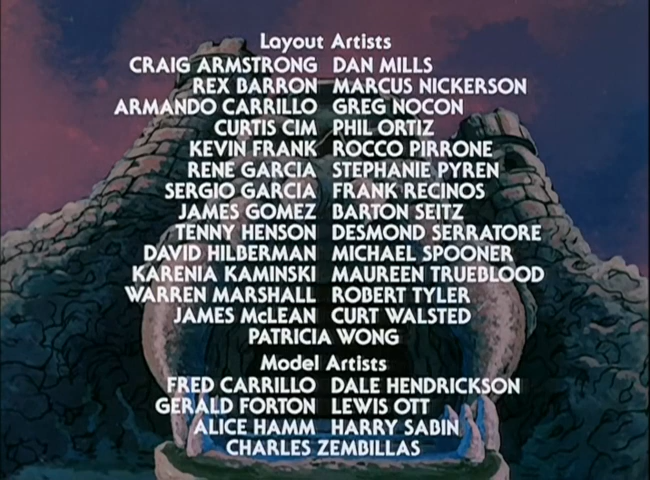 Layout Artists
CRAIG ARMSTRONG DAN MILLS
REX BARRON MARCUS NICKERSON
ARMANDO CARRILLO GREG NOCON
CURTIS CIM PHIL ORTIZ
KEVIN FRANK ROCCO PIRRONE
RENE GARCIA STEPHANIE PYREN
SERGIO GARCIA FRANK RECINOS
JAMES GOMEZ BARTON SEITZ
TENNY HENSON DESMOND SERRATORE
DAVID HILBERMAN MICHAEL SPOONER
KARENIA KAMINSKI MAUREEN TRUEBLOOD
WARREN MARSHALL ROBERT TYLER
JAMES McLEAN CURT WALSTED
PATRICIA WONG
Model Artists
FRED CARRILLO DALE HENDRICKSON
GERALD FORTON LEWIS OTT
ALICE HAMM HARRY SABIN
CHARLES ZEMBILLAS